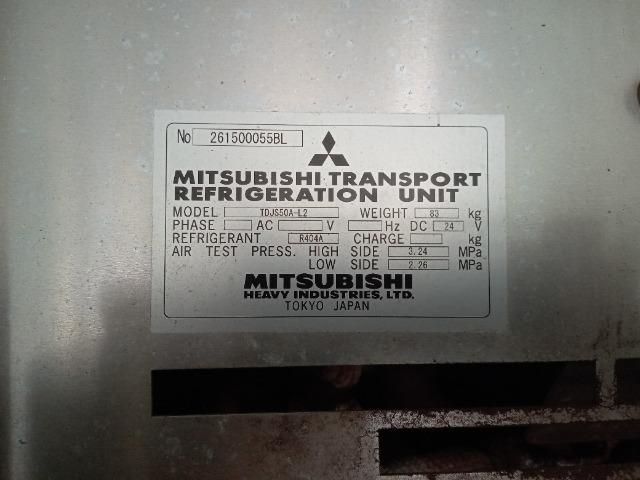 No 261500055BL
MITSUBISHI TRANSPORT
REFRIGERATION UNIT
MODEL TDJS50A-L2 WEIGHT 83 kg
PHASE AC V Hz DC 24 V
REFRIGERANT R404A CHARGE kg
AIR TEST PRESS. HIGH SIDE 3.24 MPa
LOW SIDE 2.26 MPa
MITSUBISHI
HEAVY INDUSTRIES, LTD.
TOKYO JAPAN